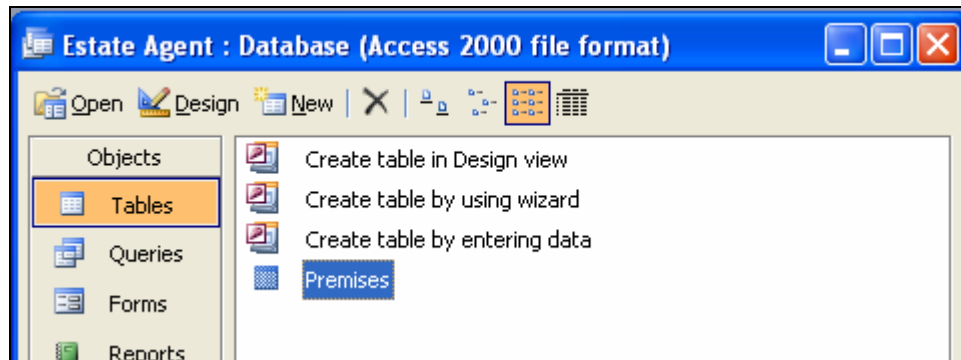 Estate Agent : Database (Access 2000 file format)
Open Design New
Objects
Tables
Queries
Forms
Reports
Create table in Design view
Create table by using wizard
Create table by entering data
Premises